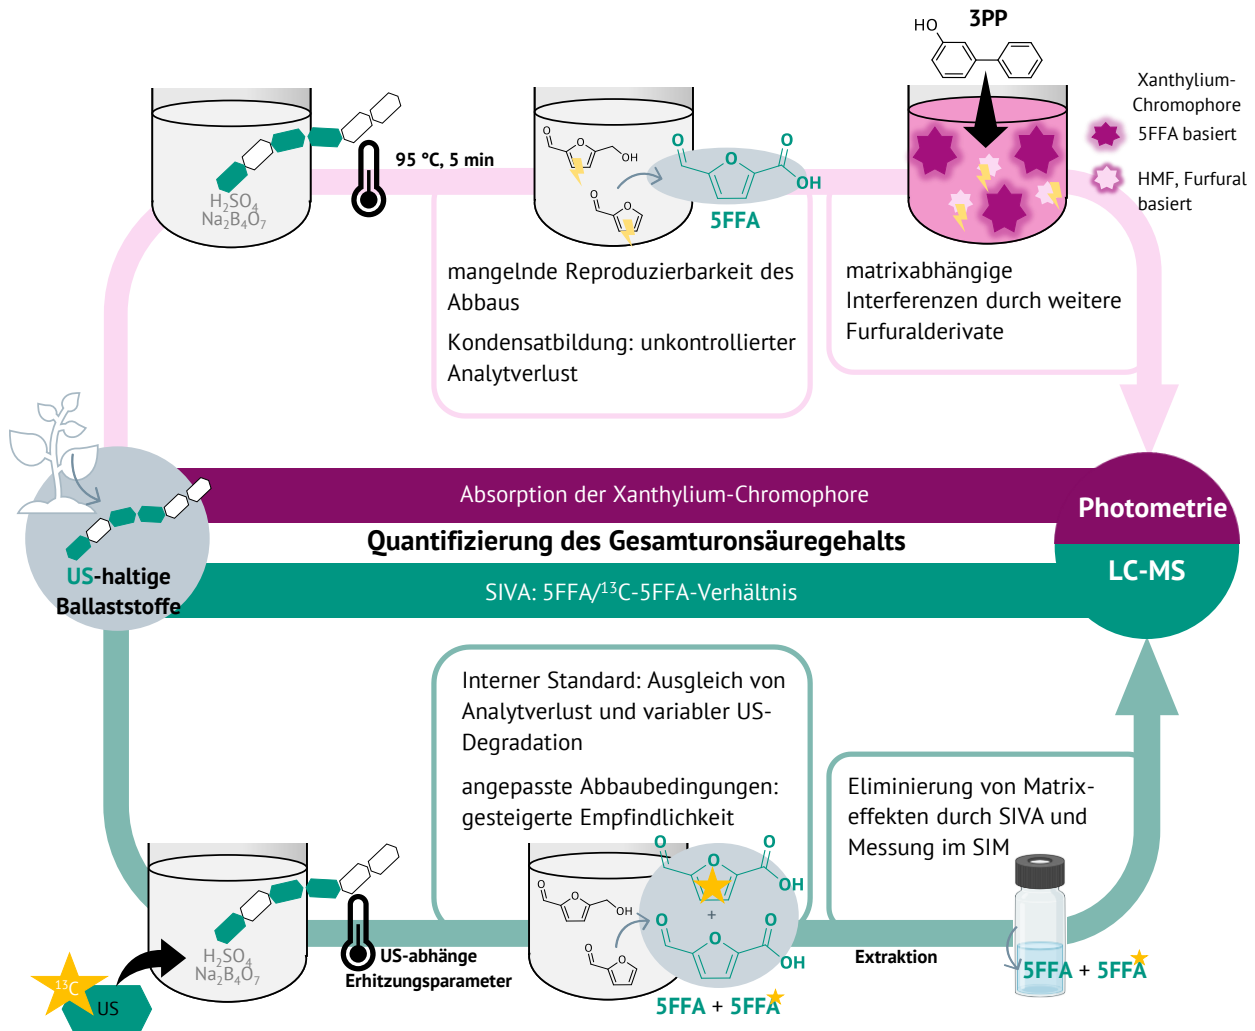 3PP
HO
Xanthylium-
Chromophore
5FFA basiert
HMF, Furfural
basiert
95 °C, 5 min
H₂SO₄
Na₂B₄O₇
O
O
OH
O
O
O
O
O
OH
5FFA
mangelnde Reproduzierbarkeit des
Abbaus
Kondensatbildung: unkontrollierter
Analytverlust
matrixabhängige
Interferenzen durch weitere
Furfuralderivate
Absorption der Xanthylium-Chromophore
Quantifizierung des Gesamturonsäuregehalts
SIVA: 5FFA/¹³C-5FFA-Verhältnis
Photometrie
LC-MS
US-haltige
Ballaststoffe
Interner Standard: Ausgleich von
Analytverlust und variabler US-
Degradation
angepasste Abbaubedingungen:
gesteigerte Empfindlichkeit
Eliminierung von Matrix-
effekten durch SIVA und
Messung im SIM
H₂SO₄
Na₂B₄O₇
¹³C
US
US-abhänge
Erhitzungsparameter
O
O
OH
O
O
O
O
O
OH
+
O
O
O
OH
5FFA + 5FFA
Extraktion
5FFA + 5FFA